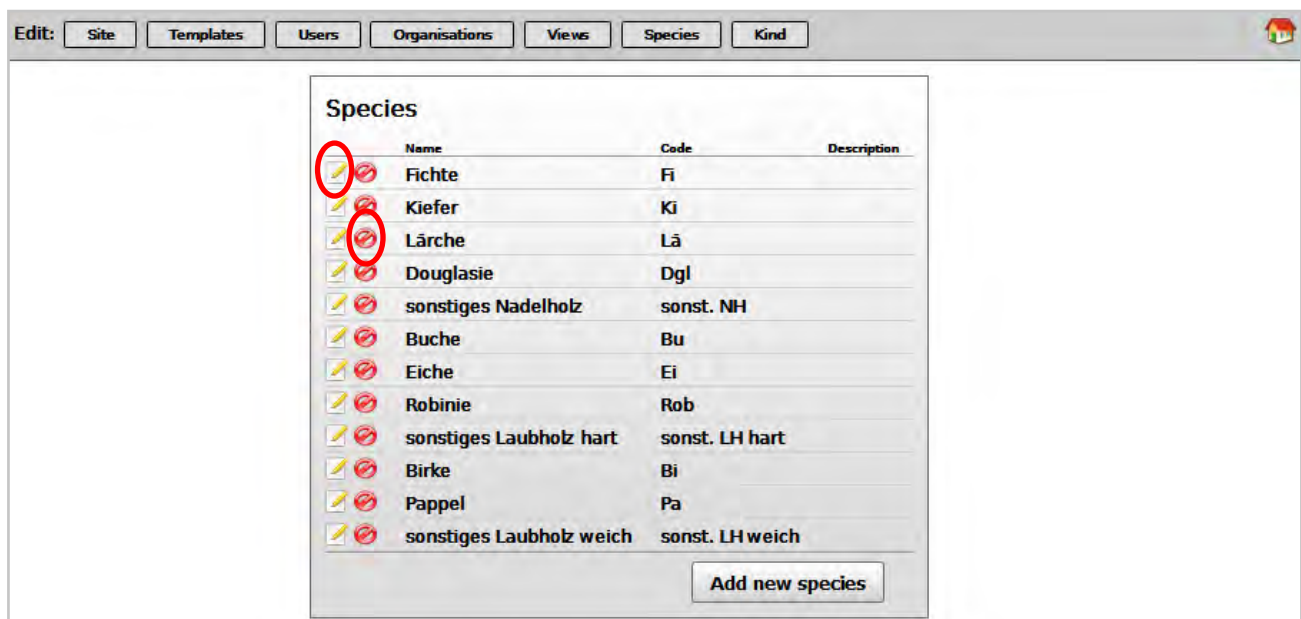 Edit: Site Templates Users Organisations Views Species Kind
Species
Name Code Description
Fichte Fi
Kiefer Ki
Lärche Lä
Douglasie Dgl
sonstiges Nadelholz sonst. NH
Buche Bu
Eiche Ei
Robinie Rob
sonstiges Laubholz hart sonst. LH hart
Birke Bi
Pappel Pa
sonstiges Laubholz weich sonst. LH weich
Add new species